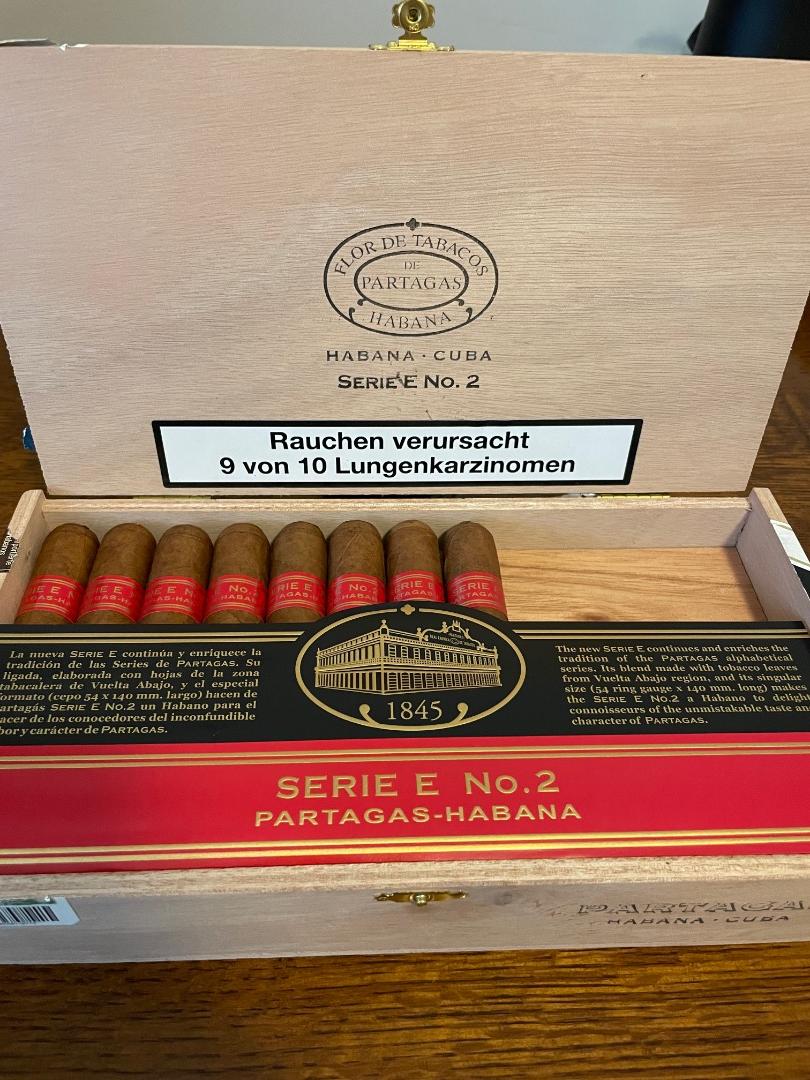 FLOR DE TABACOS
DE
PARTAGAS
HABANA
HABANA · CUBA
SERIE E No. 2
Rauchen verursacht
9 von 10 Lungenkarzinomen
La nueva SERIE E continúa y enriquece la
tradición de las Series de PARTAGAS. Su
ligada, elaborada con hojas de la zona
tabacalera de Vuelta Abajo, y el especial
formato (cepo 54 x 140 mm. largo) hacen de
artagás SERIE E No.2 un Habano para el
acer de los conocedores del inconfundible
bor y carácter de PARTAGAS.
1845
The new SERIE E continues and enriches the
tradition of the PARTAGAS alphabetical
series. Its blend made with tobacco leaves
from Vuelta Abajo region, and its singular
size (54 ring gauge x 140 mm. long) makes
the SERIE E No.2 a Habano to delight
connoisseurs of the unmistakable taste an
character of PARTAGAS.
SERIE E No.2
PARTAGAS-HABANA
PARTAGA
HABANA · CUBA